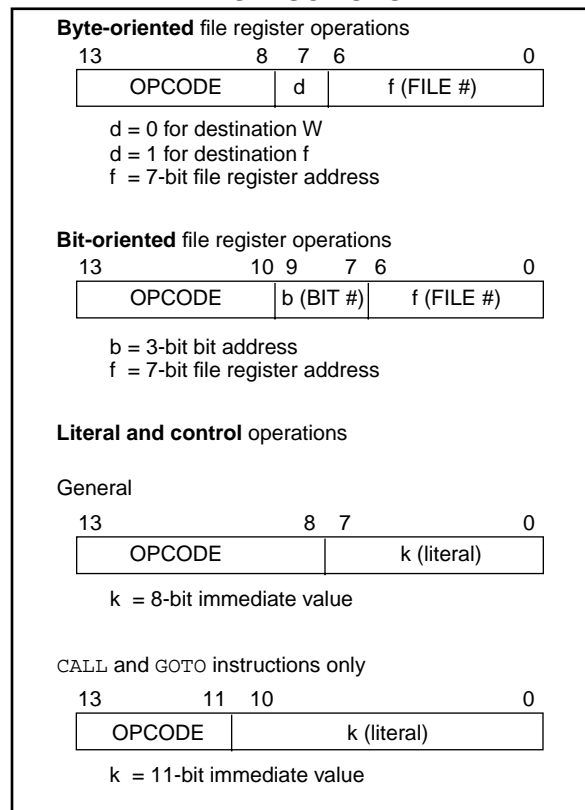 Byte-oriented file register operations
13 8 7 6 0
OPCODE d f (FILE #)
d = 0 for destination W
d = 1 for destination f
f = 7-bit file register address
Bit-oriented file register operations
13 10 9 7 6 0
OPCODE b (BIT #) f (FILE #)
b = 3-bit bit address
f = 7-bit file register address
Literal and control operations
General
13 8 7 0
OPCODE k (literal)
k = 8-bit immediate value
CALL and GOTO instructions only
13 11 10 0
OPCODE k (literal)
k = 11-bit immediate value